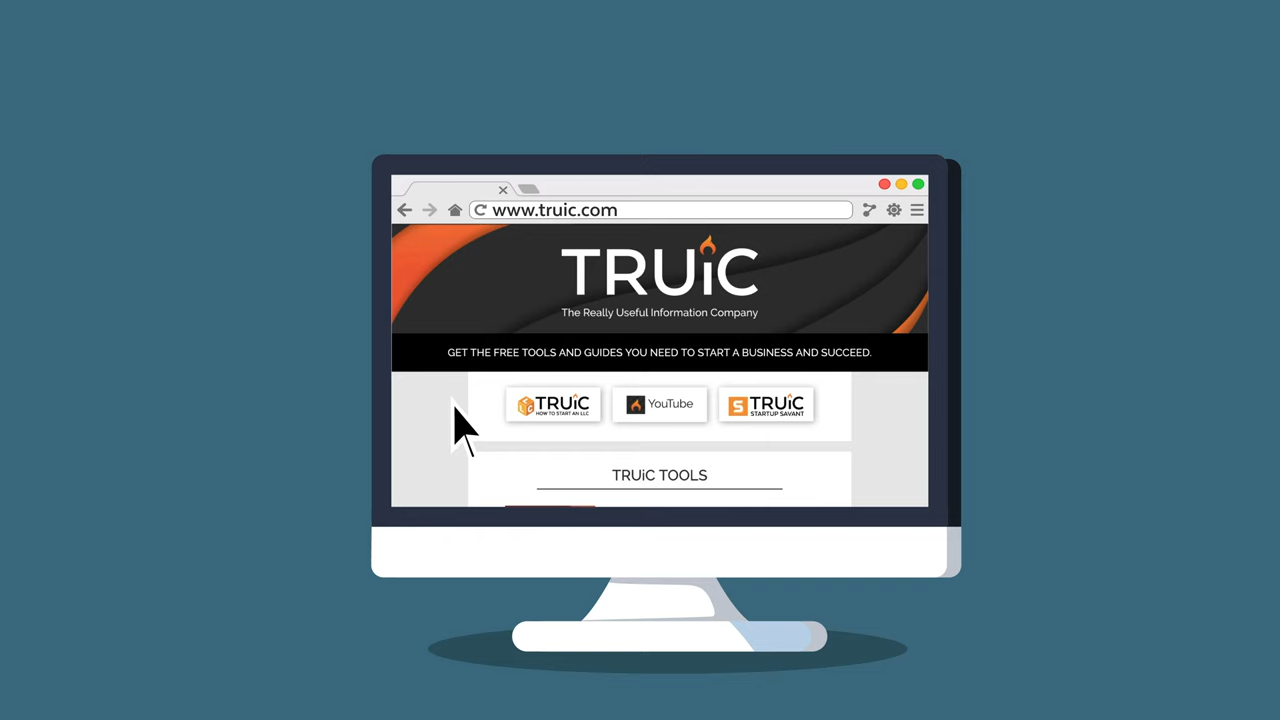 www.truic.com
TRUiC
The Really Useful Information Company
GET THE FREE TOOLS AND GUIDES YOU NEED TO START A BUSINESS AND SUCCEED.
TRUiC
HOW TO START AN LLC
YouTube
S TRUiC
STARTUP SAVANT
TRUiC TOOLS